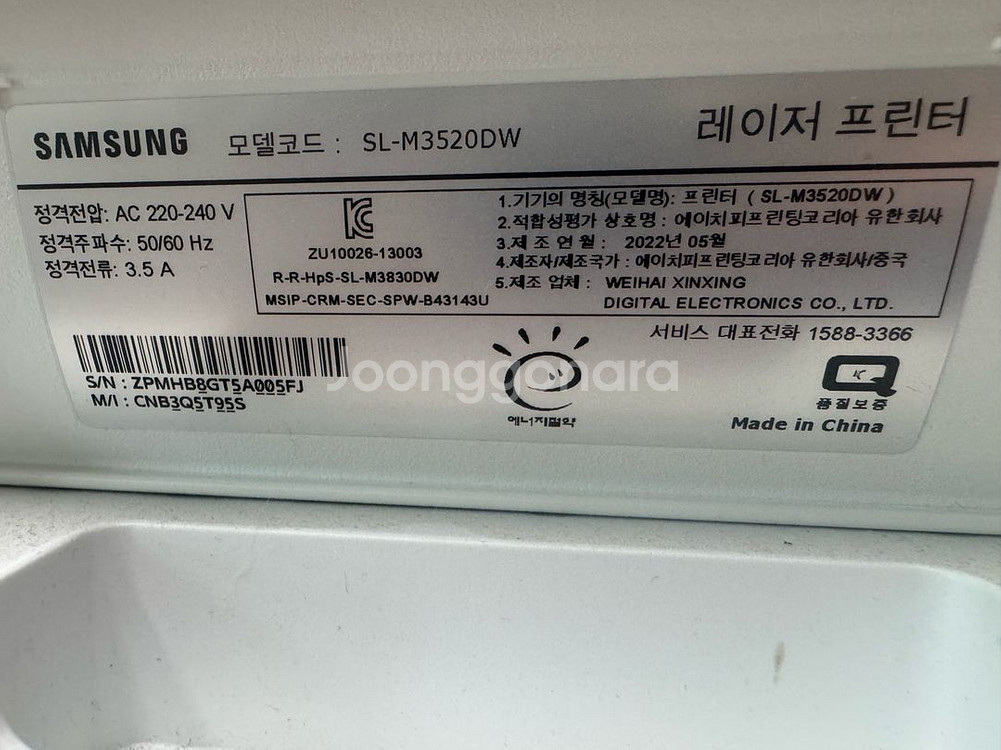 SAMSUNG 모델코드 : SL-M3520DW 레이저 프린터
정격전압: AC 220-240 V
정격주파수: 50/60 Hz
정격전류: 3.5 A
ZU10026-13003
R-R-HpS-SL-M3830DW
MSIP-CRM-SEC-SPW-B43143U
1.기기의 명칭(모델명): 프린터 ( SL-M3520DW )
2.적합성평가 상호명 : 에이치피프린팅코리아 유한회사
3.제 조 연 월 : 2022년 05월
4.제조자/제조국가 : 에이치피프린팅코리아 유한회사/중국
5.제조 업체 : WEIHAI XINXING
DIGITAL ELECTRONICS CO., LTD.
서비스 대표전화 1588-3366
S/N : ZPMHB8GT5A005FJ
M/I : CNB3Q5T95S
Joonggonara
에너지절약
품질보증
Made in China